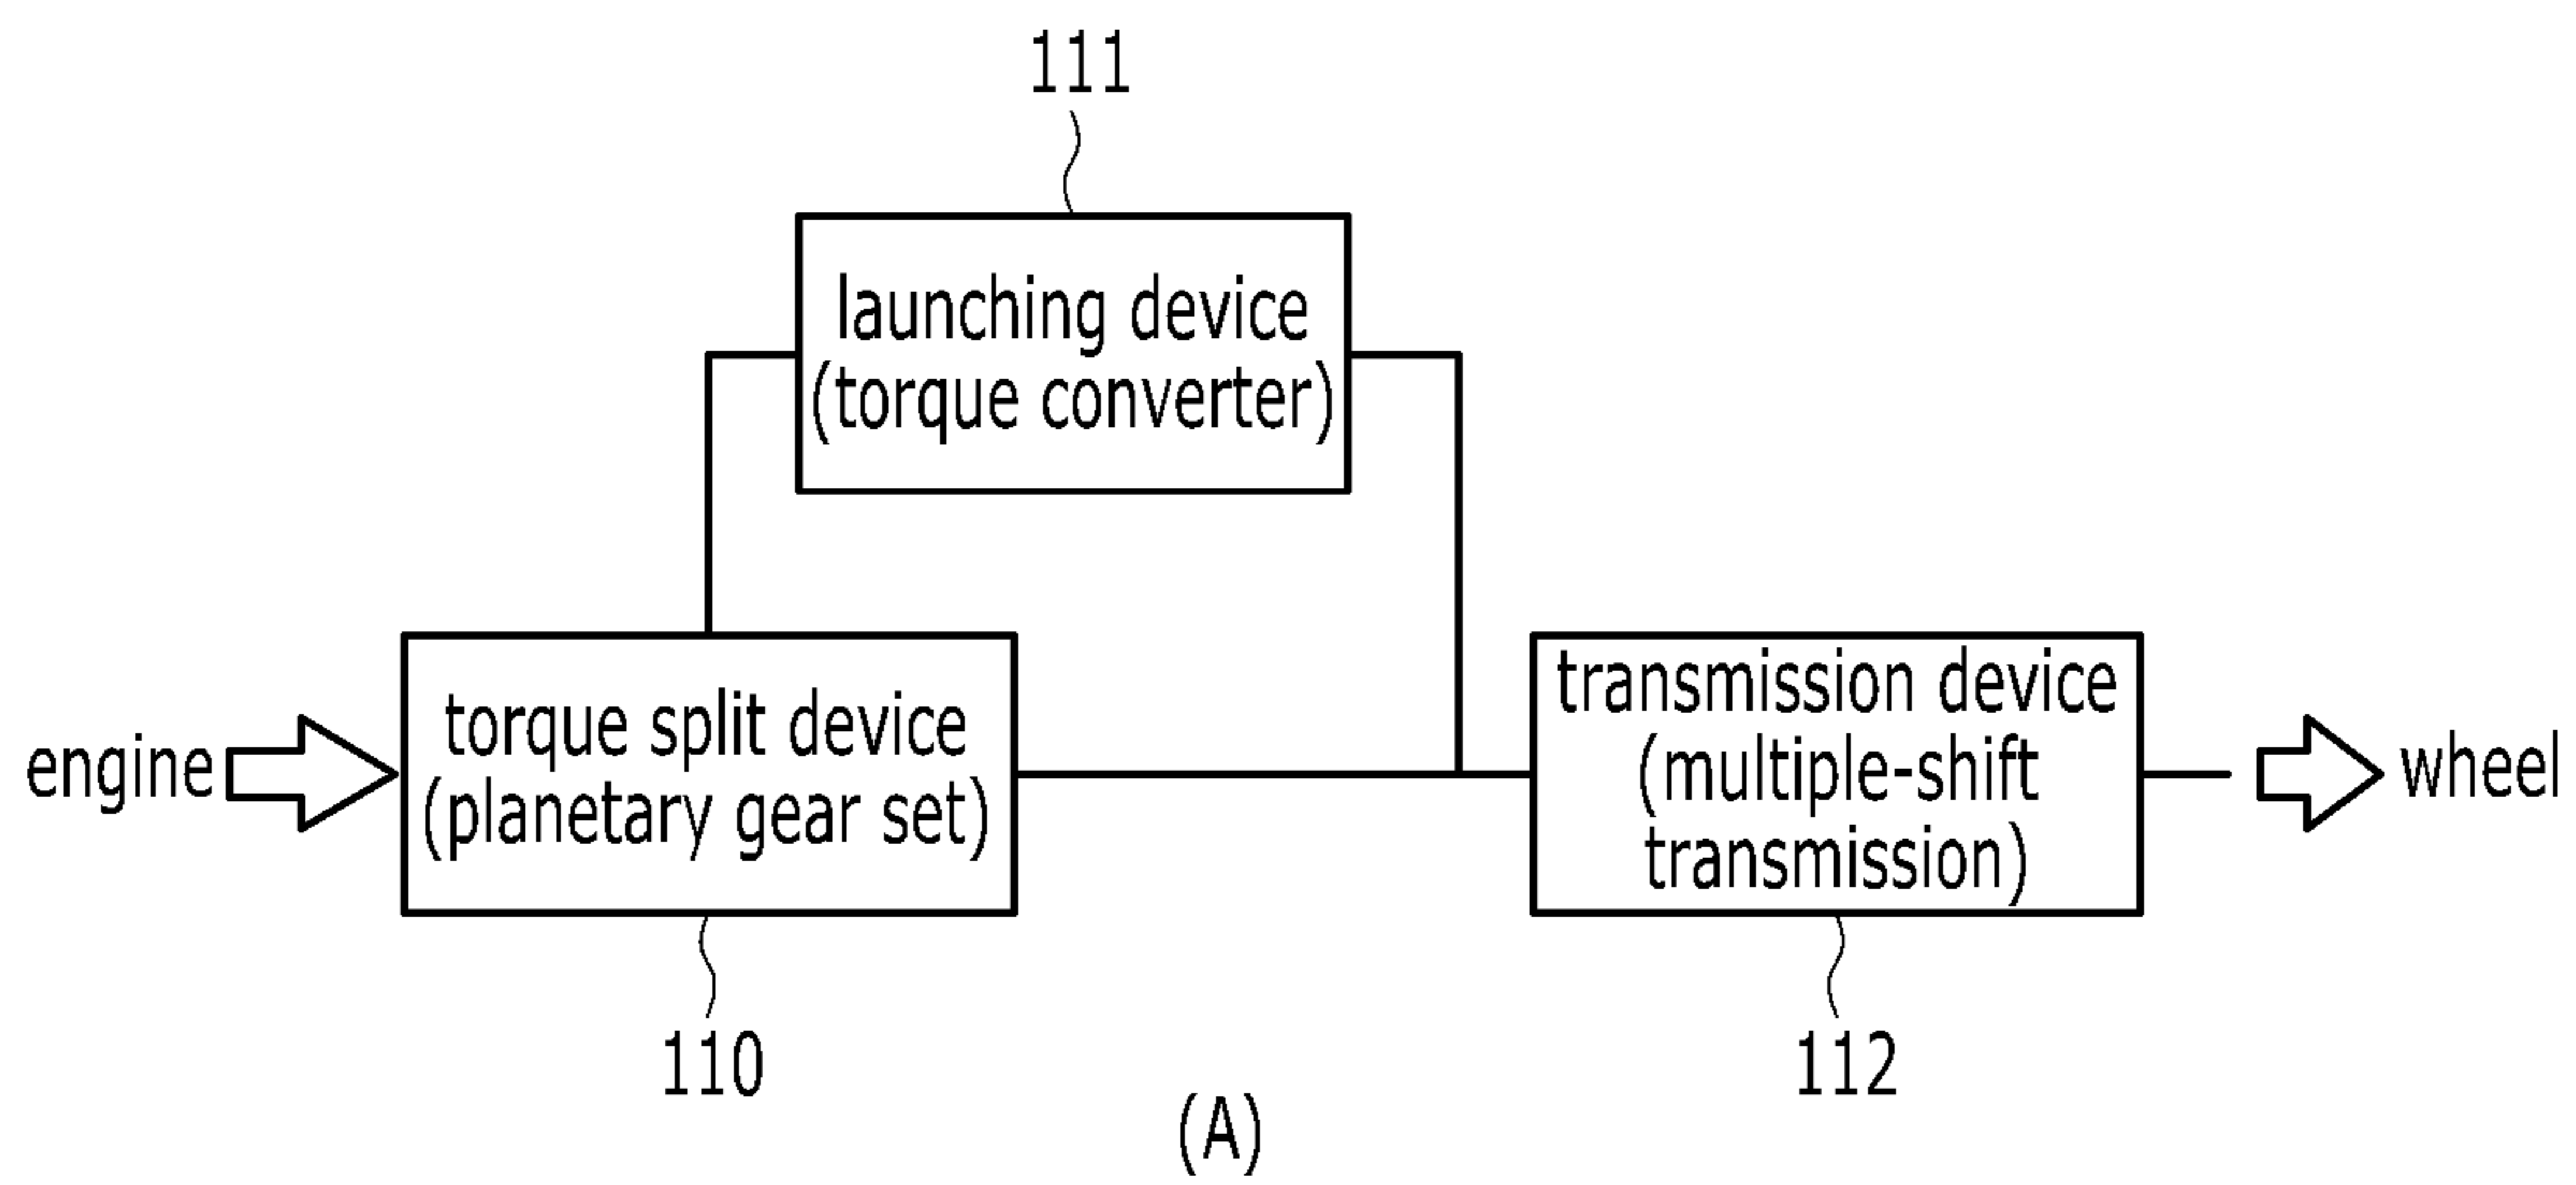 111
launching device
(torque converter)
engine
torque split device
(planetary gear set)
transmission device
(multiple-shift
transmission)
wheel
110
112
(A)